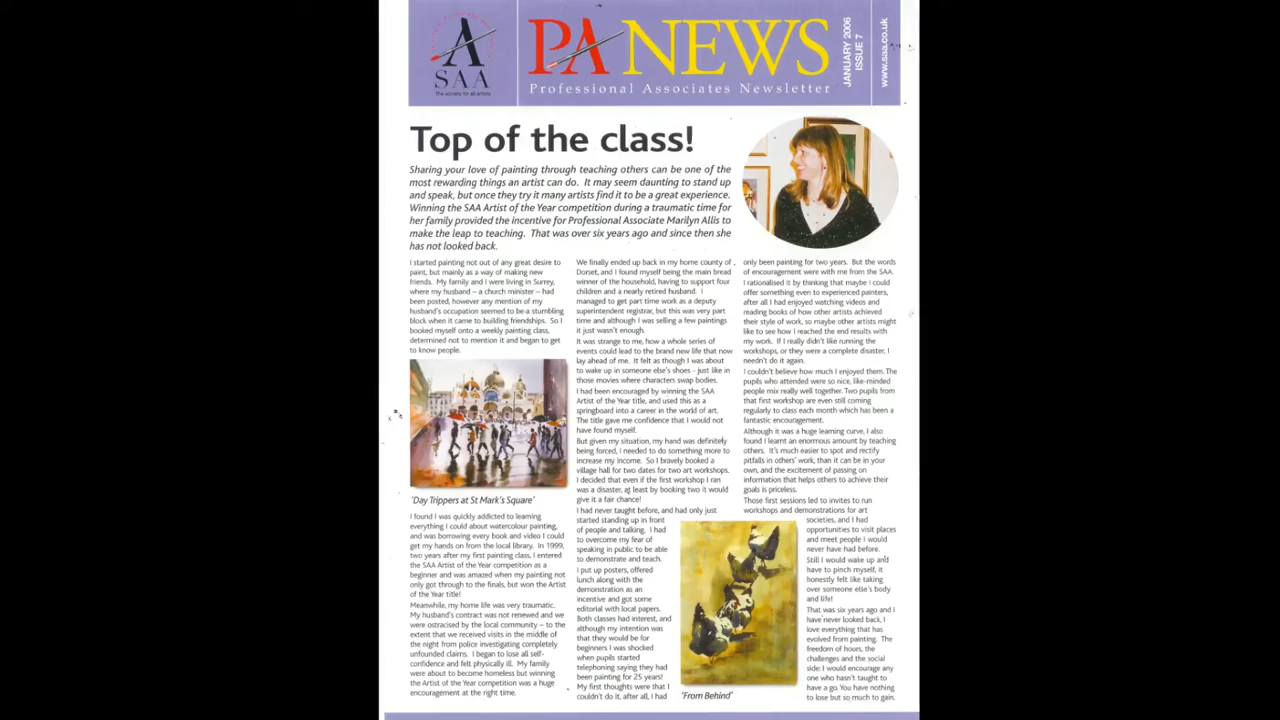 A
SAA
The society for all artists
PA NEWS
Professional Associates Newsletter
JANUARY 2006
ISSUE 7
www.saa.co.uk
Top of the class!
Sharing your love of painting through teaching others can be one of the
most rewarding things an artist can do. It may seem daunting to stand up
and speak, but once they try it many artists find it to be a great experience.
Winning the SAA Artist of the Year competition during a traumatic time for
her family provided the incentive for Professional Associate Marilyn Allis to
make the leap to teaching. That was over six years ago and since then she
has not looked back.
I started painting not out of any great desire to
paint, but mainly as a way of making new
friends. My family and I were living in Surrey,
where my husband – a church minister – had
been posted, however any mention of my
husband's occupation seemed to be a stumbling
block when it came to building friendships. So I
booked myself onto a weekly painting class,
determined not to mention it and began to get
to know people.
'Day Trippers at St Mark's Square'
I found I was quickly addicted to learning
everything I could about watercolour painting,
and was borrowing every book and video I could
get my hands on from the local library. In 1999,
two years after my first painting class, I entered
the SAA Artist of the Year competition as a
beginner and was amazed when my painting not
only got through to the finals, but won the Artist
of the Year title!
Meanwhile, my home life was very traumatic.
My husband's contract was not renewed and we
were ostracised by the local community – to the
extent that we received visits in the middle of
the night from police investigating completely
unfounded claims. I began to lose all self-
confidence and felt physically ill. My family
were about to become homeless but winning
the Artist of the Year competition was a huge
encouragement at the right time.
We finally ended up back in my home county of
Dorset, and I found myself being the main bread
winner of the household, having to support four
children and a nearly retired husband. I
managed to get part time work as a deputy
superintendent registrar, but this was very part
time and although I was selling a few paintings
it just wasn't enough.
It was strange to me, how a whole series of
events could lead to the brand new life that now
lay ahead of me. It felt as though I was about
to wake up in someone else's shoes - just like in
those movies where characters swap bodies.
I had been encouraged by winning the SAA
Artist of the Year title, and used this as a
springboard into a career in the world of art.
The title gave me confidence that I would not
have found myself.
But given my situation, my hand was definitely
being forced, I needed to do something more to
increase my income. So I bravely booked a
village hall for two dates for two art workshops.
I decided that even if the first workshop I ran
was a disaster, at least by booking two it would
give it a fair chance!
I had never taught before, and had only just
started standing up in front
of people and talking. I had
to overcome my fear of
speaking in public to be able
to demonstrate and teach.
I put up posters, offered
lunch along with the
demonstration as an
incentive and got some
editorial with local papers.
Both classes had interest, and
although my intention was
that they would be for
beginners I was shocked
when pupils started
telephoning saying they had
been painting for 25 years!
My first thoughts were that I
couldn't do it, after all, I had
'From Behind'
only been painting for two years. But the words
of encouragement were with me from the SAA.
I rationalised it by thinking that maybe I could
offer something even to experienced painters,
after all I had enjoyed watching videos and
reading books of how other artists achieved
their style of work, so maybe other artists might
like to see how I reached the end results with
my work. If I really didn't like running the
workshops, or they were a complete disaster, I
needn't do it again.
I couldn't believe how much I enjoyed them. The
pupils who attended were so nice, like-minded
people mix really well together. Two pupils from
that first workshop are even still coming
regularly to class each month which has been a
fantastic encouragement.
Although it was a huge learning curve, I also
found I learnt an enormous amount by teaching
others. It's much easier to spot and rectify
pitfalls in others' work, than it can be in your
own, and the excitement of passing on
information that helps others to achieve their
goals is priceless.
Those first sessions led to invites to run
workshops and demonstrations for art
societies, and I had
opportunities to visit places
and meet people I would
never have had before.
Still I would wake up and
have to pinch myself, it
honestly felt like taking
over someone else's body
and life!
That was six years ago and I
have never looked back, I
love everything that has
evolved from painting. The
freedom of hours, the
challenges and the social
side: I would encourage any
one who hasn't taught to
have a go. You have nothing
to lose but so much to gain.